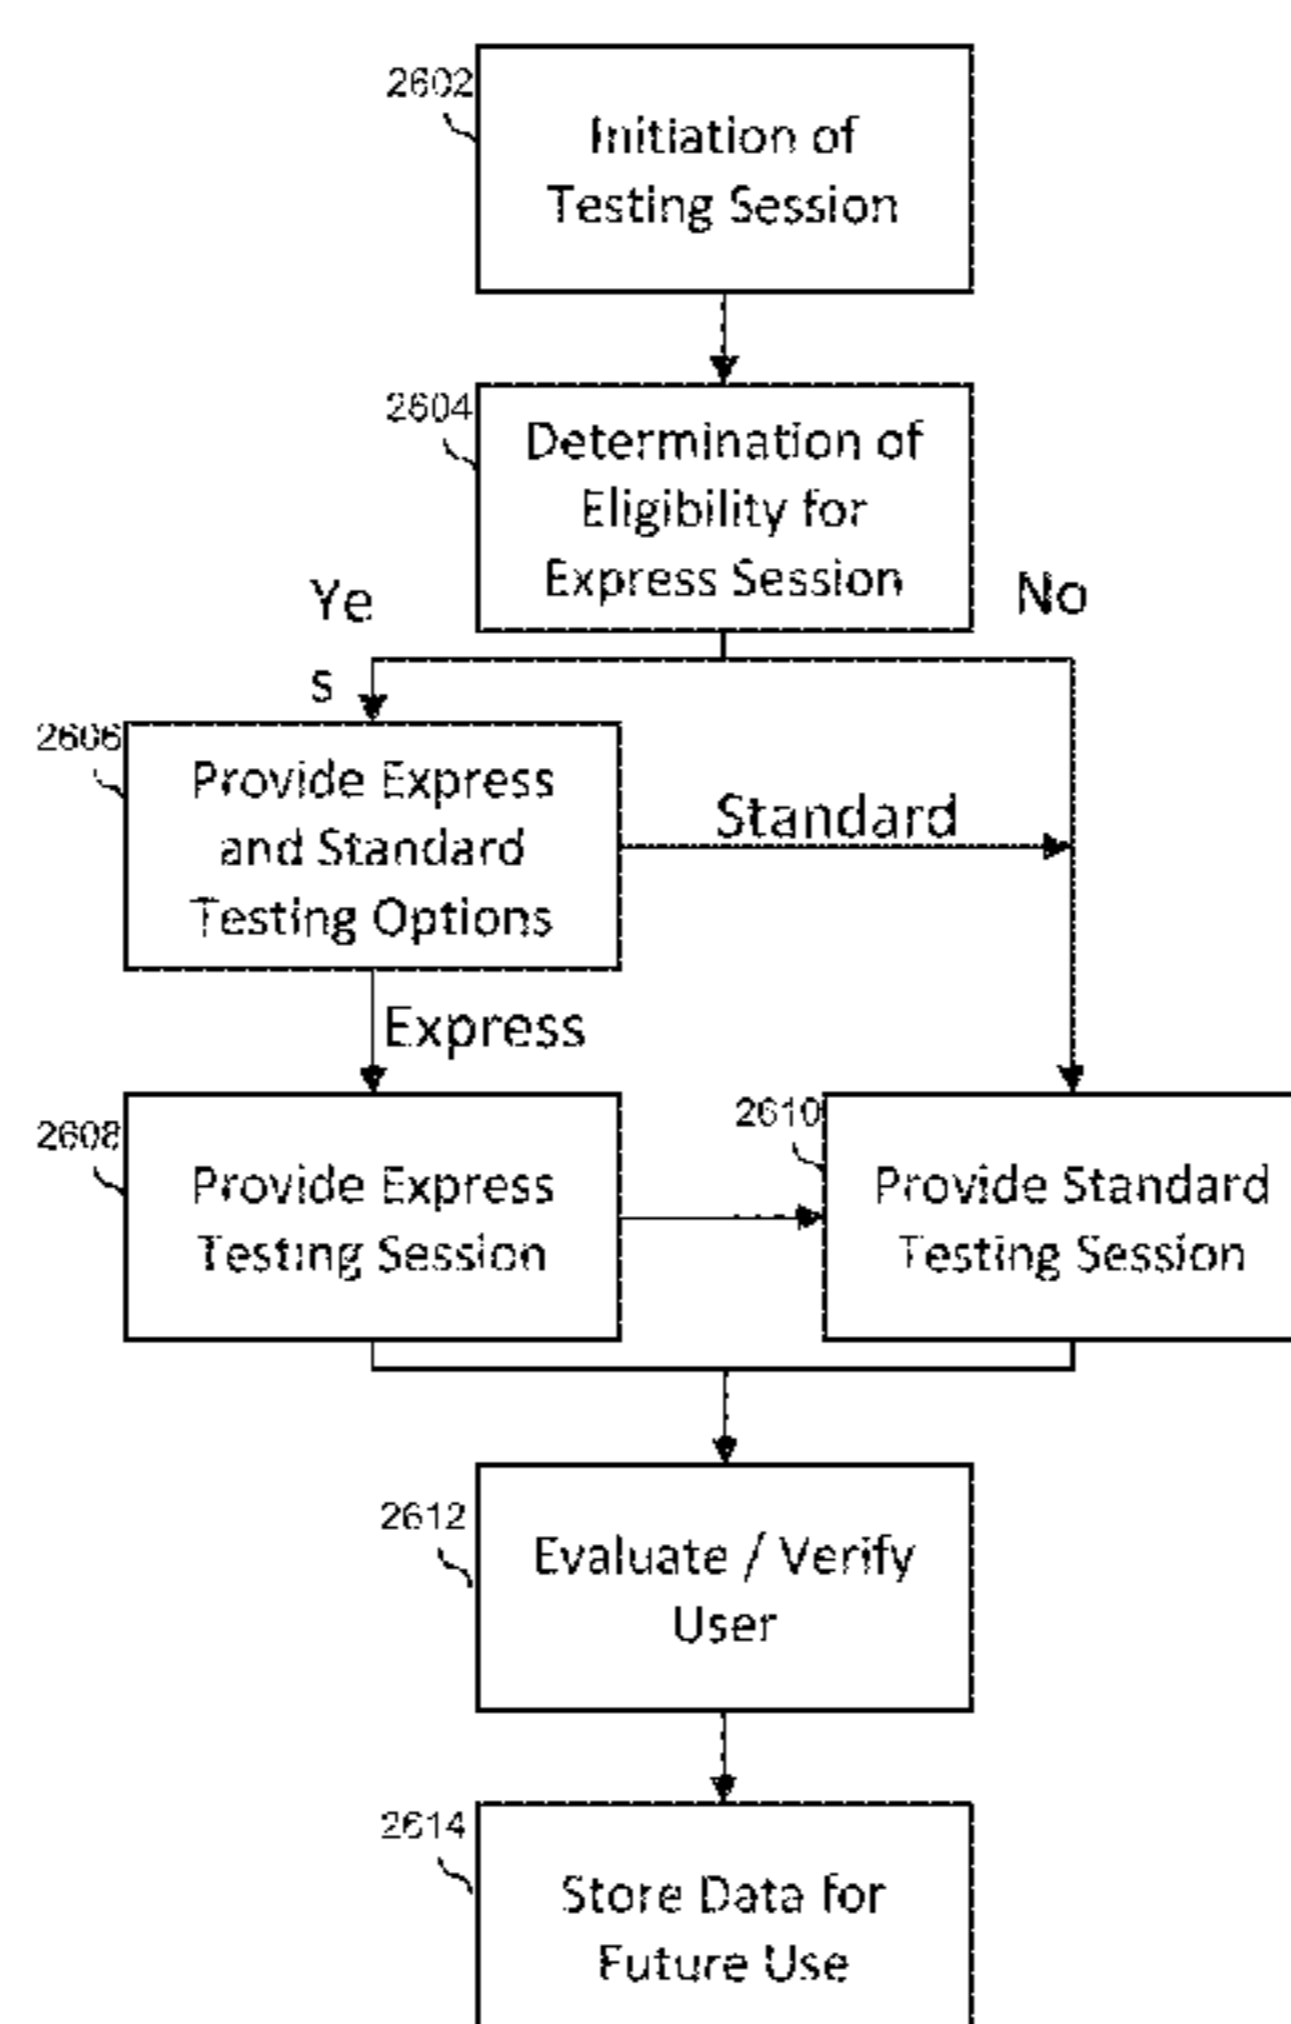 2602
Initiation of
Testing Session
2604
Determination of
Eligibility for
Express Session
Ye
s
No
2606
Provide Express
and Standard
Testing Options
Standard
Express
2608
Provide Express
Testing Session
2610
Provide Standard
Testing Session
2612
Evaluate / Verify
User
2614
Store Data for
Future Use